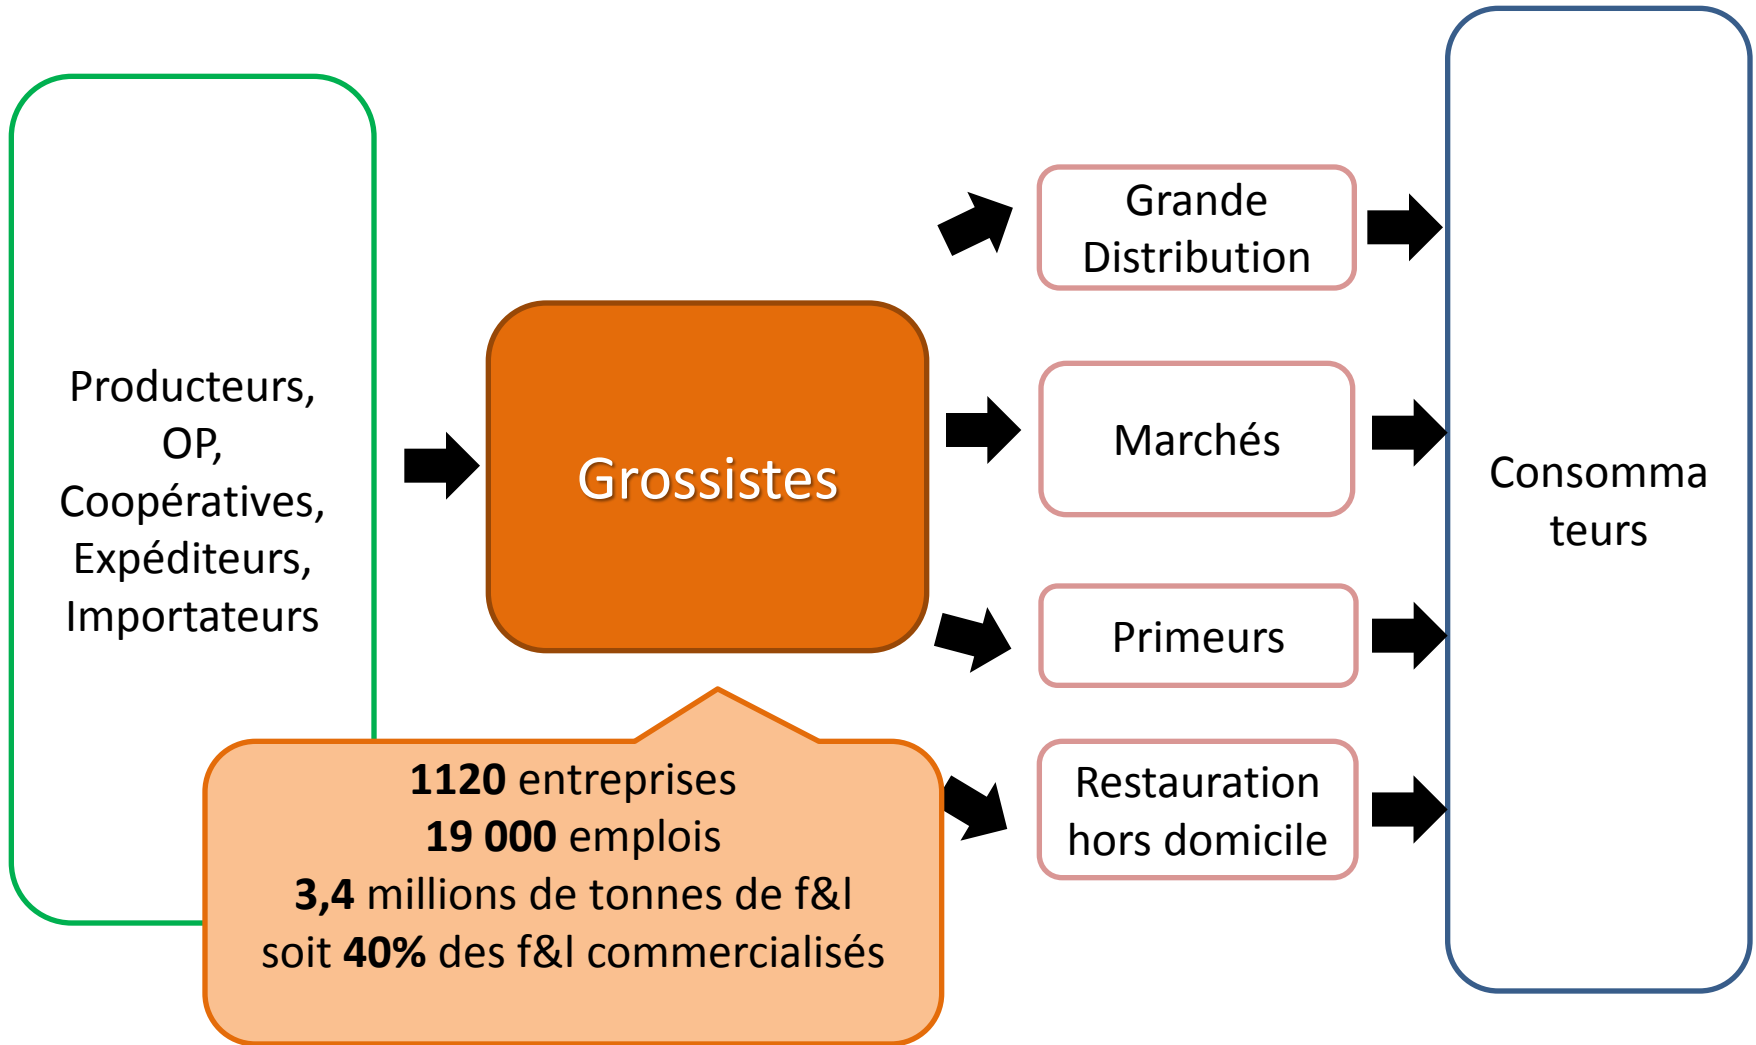 Producteurs,
OP,
Coopératives,
Expéditeurs,
Importateurs
Grossistes
1120 entreprises
19 000 emplois
3,4 millions de tonnes de f&l
soit 40% des f&l commercialisés
Grande
Distribution
Marchés
Primeurs
Restauration
hors domicile
Consomma
teurs